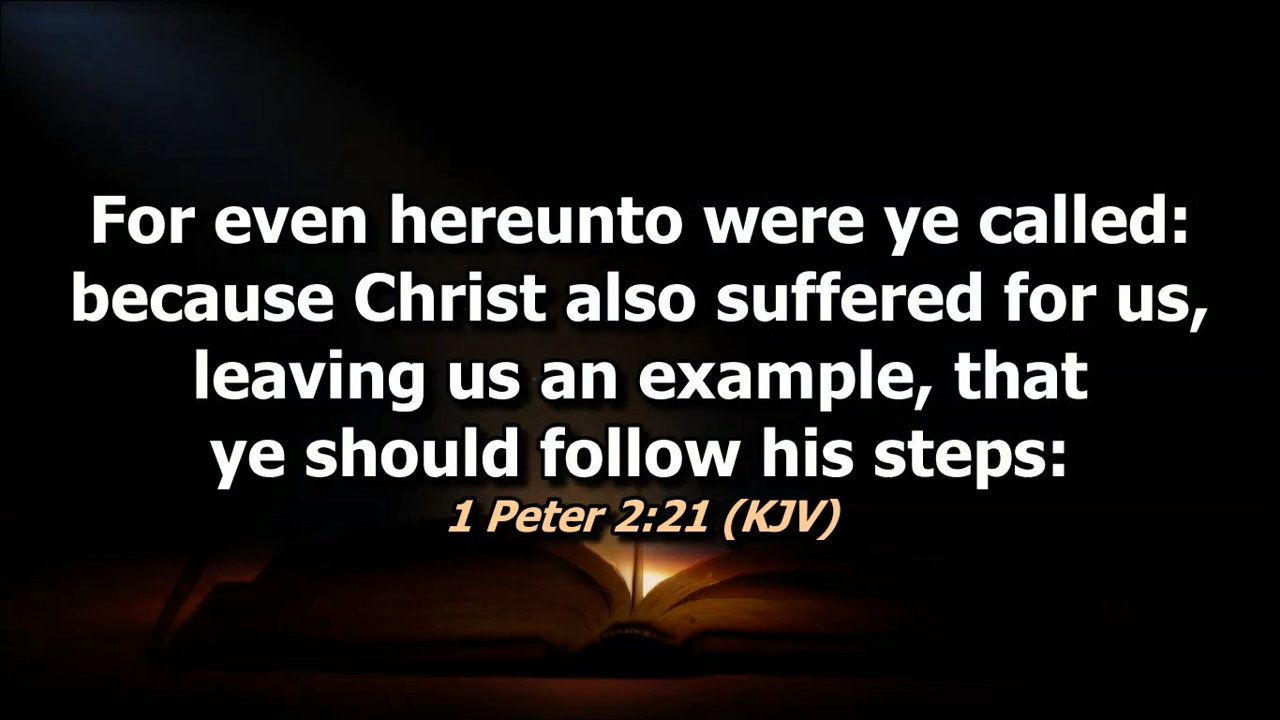 For even hereunto were ye called:
because Christ also suffered for us,
leaving us an example, that
ye should follow his steps:
1 Peter 2:21 (KJV)